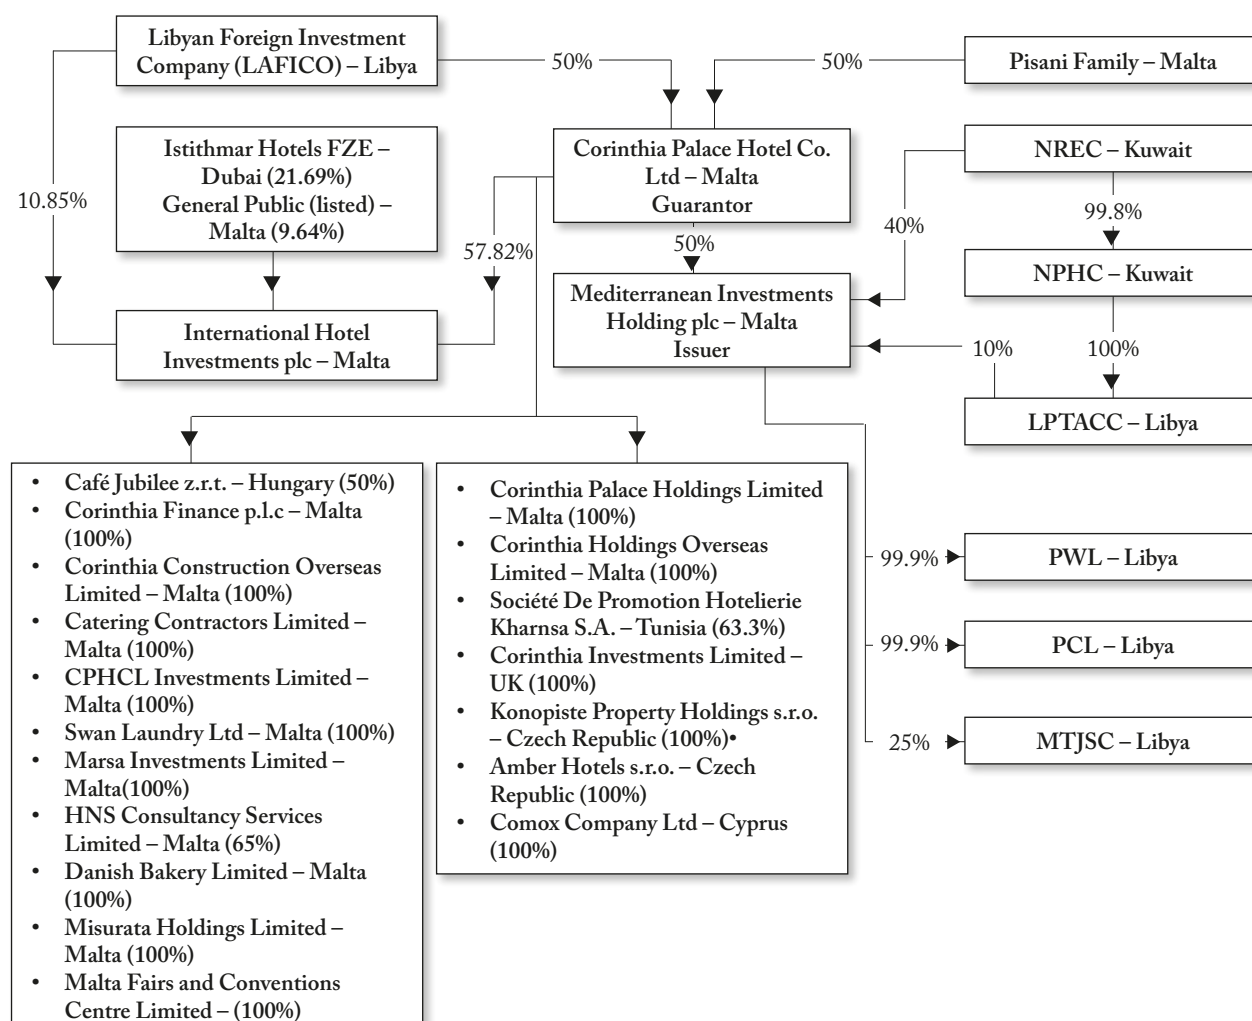 Libyan Foreign Investment
Company (LAFICO) – Libya
50%
50%
Pisani Family – Malta
Istithmar Hotels FZE –
Dubai (21.69%)
General Public (listed) –
Malta (9.64%)
Corinthia Palace Hotel Co.
Ltd – Malta
Guarantor
NREC – Kuwait
10.85%
57.82%
50%
40%
99.8%
NPHC – Kuwait
International Hotel
Investments plc – Malta
Mediterranean Investments
Holding plc – Malta
Issuer
10%
100%
LPTACC – Libya
• Café Jubilee z.r.t. – Hungary (50%)
• Corinthia Finance p.l.c – Malta
(100%)
• Corinthia Construction Overseas
Limited – Malta (100%)
• Catering Contractors Limited –
Malta (100%)
• CPHCL Investments Limited –
Malta (100%)
• Swan Laundry Ltd – Malta (100%)
• Marsa Investments Limited –
Malta(100%)
• HNS Consultancy Services
Limited – Malta (65%)
• Danish Bakery Limited – Malta
(100%)
• Misurata Holdings Limited –
Malta (100%)
• Malta Fairs and Conventions
Centre Limited – (100%)
• Corinthia Palace Holdings Limited
– Malta (100%)
• Corinthia Holdings Overseas
Limited – Malta (100%)
• Société De Promotion Hotelierie
Kharnsa S.A. – Tunisia (63.3%)
• Corinthia Investments Limited –
UK (100%)
• Konopiste Property Holdings s.r.o.
– Czech Republic (100%)•
• Amber Hotels s.r.o. – Czech
Republic (100%)
• Comox Company Ltd – Cyprus
(100%)
99.9%
PWL – Libya
99.9%
PCL – Libya
25%
MTJSC – Libya